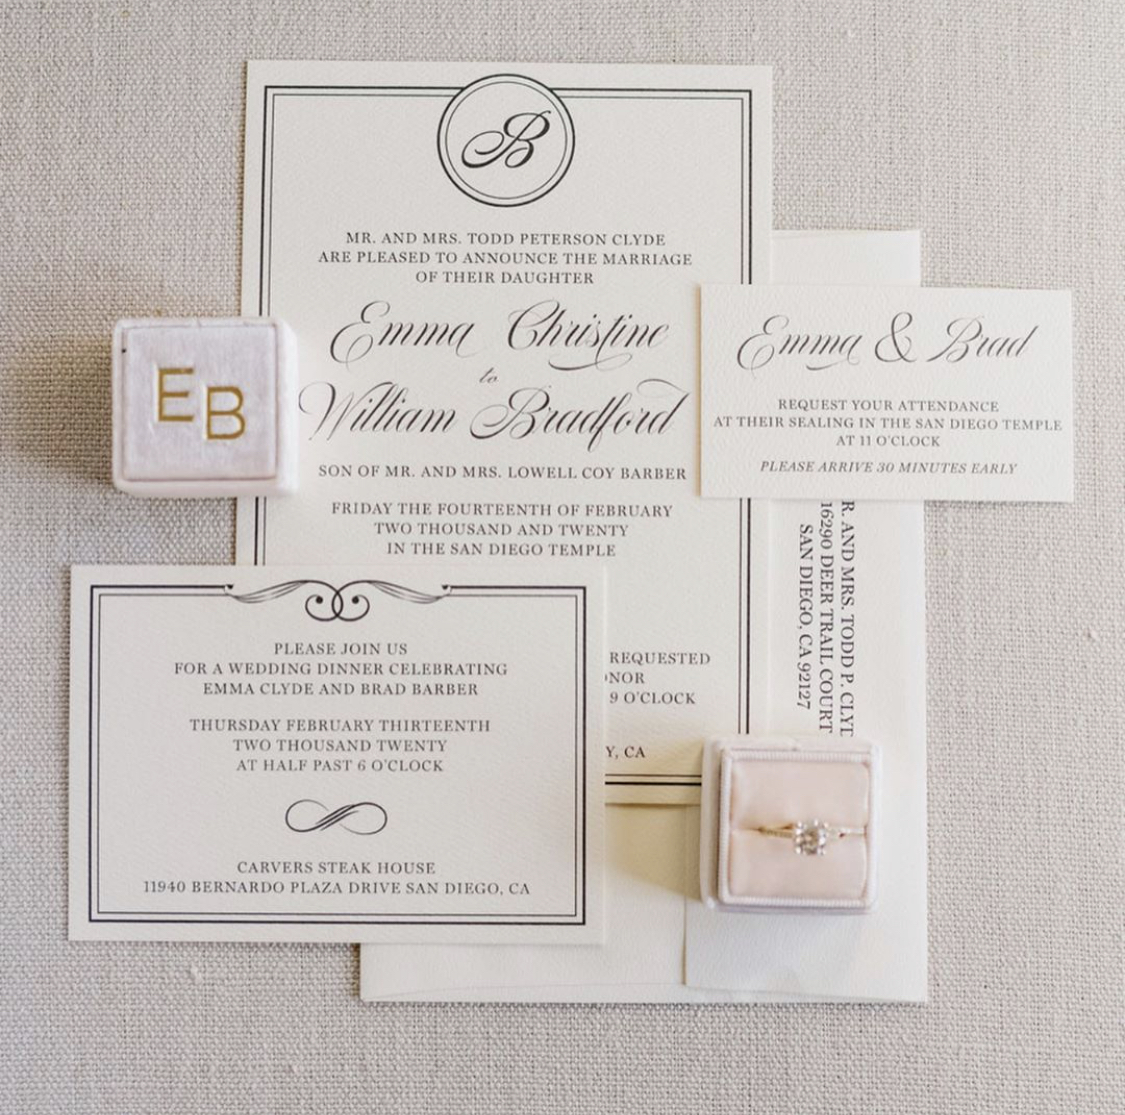 B
MR. AND MRS. TODD PETERSON CLYDE
ARE PLEASED TO ANNOUNCE THE MARRIAGE
OF THEIR DAUGHTER
Emma Christine
to
William Bradford
SON OF MR. AND MRS. LOWELL COY BARBER
FRIDAY THE FOURTEENTH OF FEBRUARY
TWO THOUSAND AND TWENTY
IN THE SAN DIEGO TEMPLE
REQUESTED
9 O'CLOCK
CA
EB
Emma & Brad
REQUEST YOUR ATTENDANCE
AT THEIR SEALING IN THE SAN DIEGO TEMPLE
AT 11 O'CLOCK
PLEASE ARRIVE 30 MINUTES EARLY
AND MRS. TODD P.
16290 DEER TRAIL COURT
SAN DIEGO, CA 92127
PLEASE JOIN US
FOR A WEDDING DINNER CELEBRATING
EMMA CLYDE AND BRAD BARBER
THURSDAY FEBRUARY THIRTEENTH
TWO THOUSAND TWENTY
AT HALF PAST 6 O'CLOCK
CARVERS STEAK HOUSE
11940 BERNARDO PLAZA DRIVE SAN DIEGO, CA